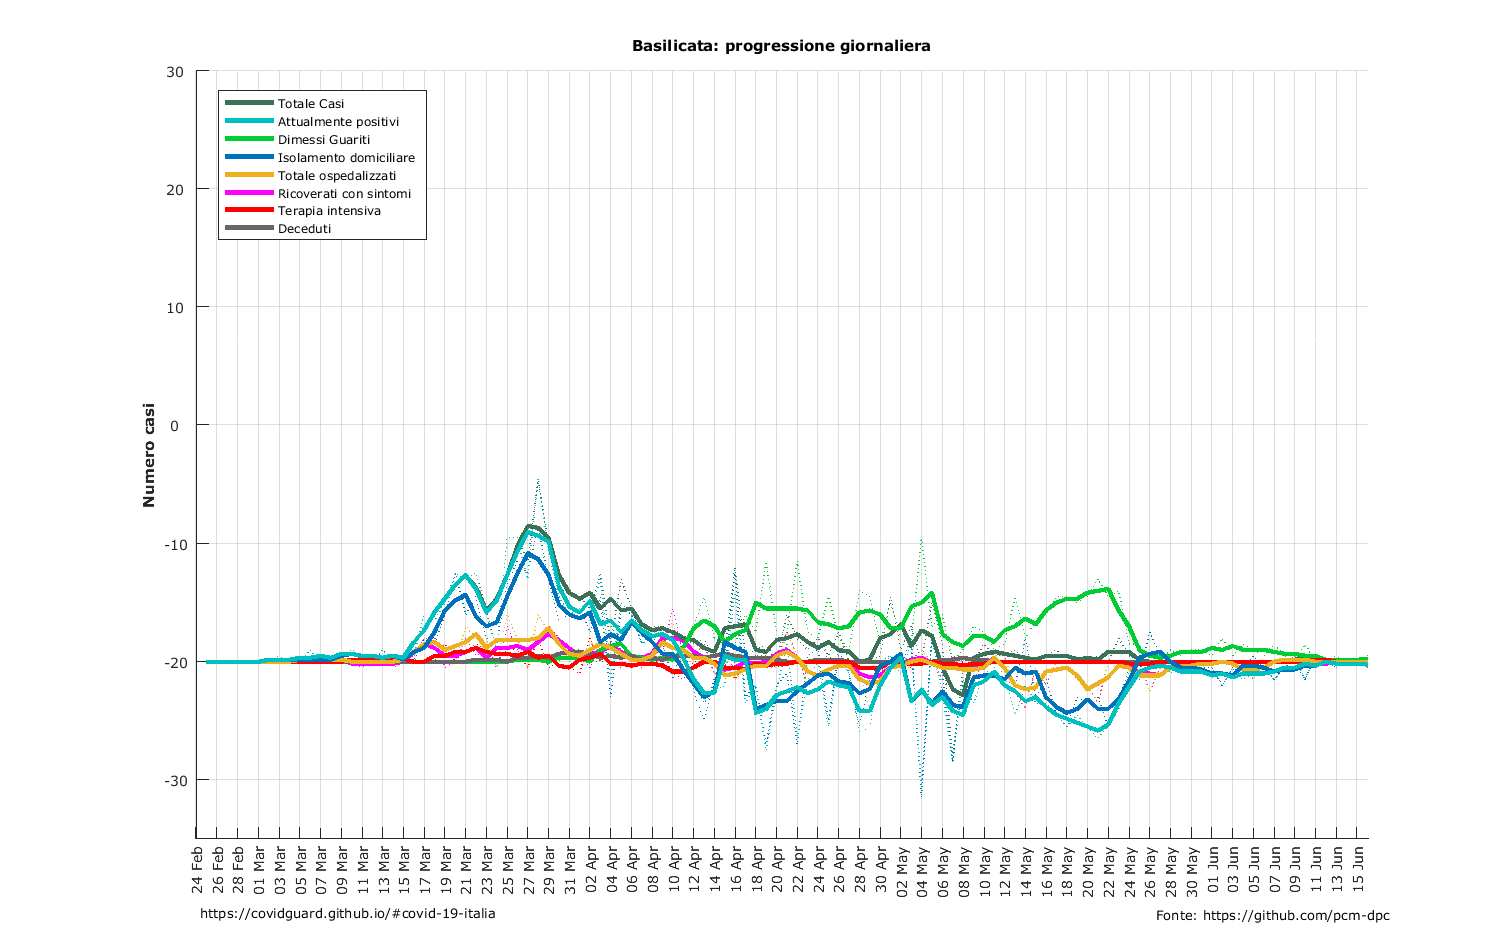 Basilicata: progressione giornaliera
30
20
10
0
-10
-20
-30
Numero casi
Totale Casi
Attualmente positivi
Dimessi Guariti
Isolamento domiciliare
Totale ospedalizzati
Ricoverati con sintomi
Terapia intensiva
Deceduti
24 Feb
26 Feb
28 Feb
01 Mar
03 Mar
05 Mar
07 Mar
09 Mar
11 Mar
13 Mar
15 Mar
17 Mar
19 Mar
21 Mar
23 Mar
25 Mar
27 Mar
29 Mar
31 Mar
02 Apr
04 Apr
06 Apr
08 Apr
10 Apr
12 Apr
14 Apr
16 Apr
18 Apr
20 Apr
22 Apr
24 Apr
26 Apr
28 Apr
30 Apr
02 May
04 May
06 May
08 May
10 May
12 May
14 May
16 May
18 May
20 May
22 May
24 May
26 May
28 May
30 May
01 Jun
03 Jun
05 Jun
07 Jun
09 Jun
11 Jun
13 Jun
15 Jun
https://covidguard.github.io/#covid-19-italia
Fonte: https://github.com/pcm-dpc